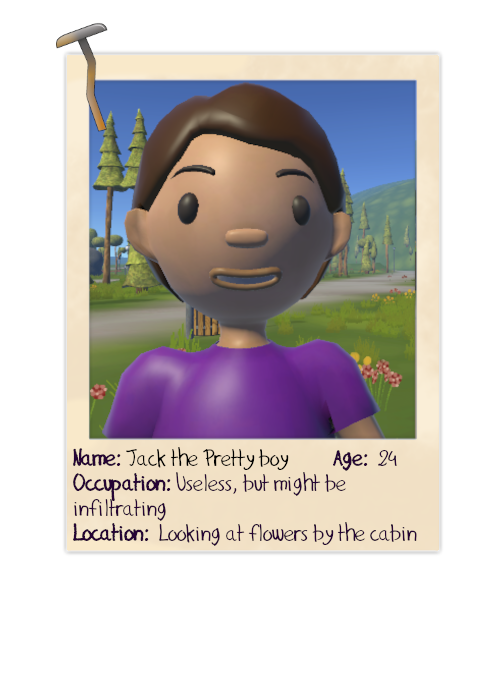 Name: Jack the Pretty boy Age: 24
Occupation: Useless, but might be
infiltrating
Location: Looking at flowers by the cabin